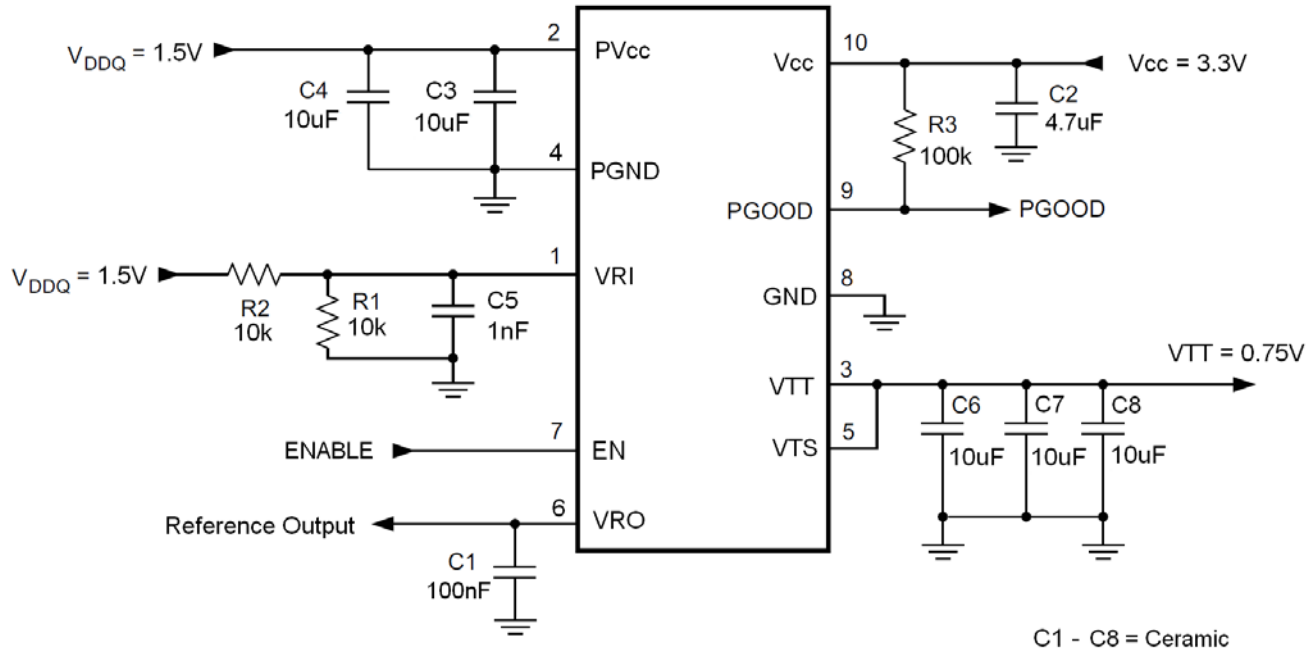 V_DDQ = 1.5V
2
PVcc
C4
10uF
C3
10uF
4
PGND
10
Vcc
Vcc = 3.3V
C2
4.7uF
R3
100k
9
PGOOD
PGOOD
V_DDQ = 1.5V
1
VRI
R2
10k
R1
10k
C5
1nF
8
GND
VTT = 0.75V
3
VTT
C6
10uF
C7
10uF
C8
10uF
5
VTS
ENABLE
7
EN
Reference Output
6
VRO
C1
100nF
C1 - C8 = Ceramic